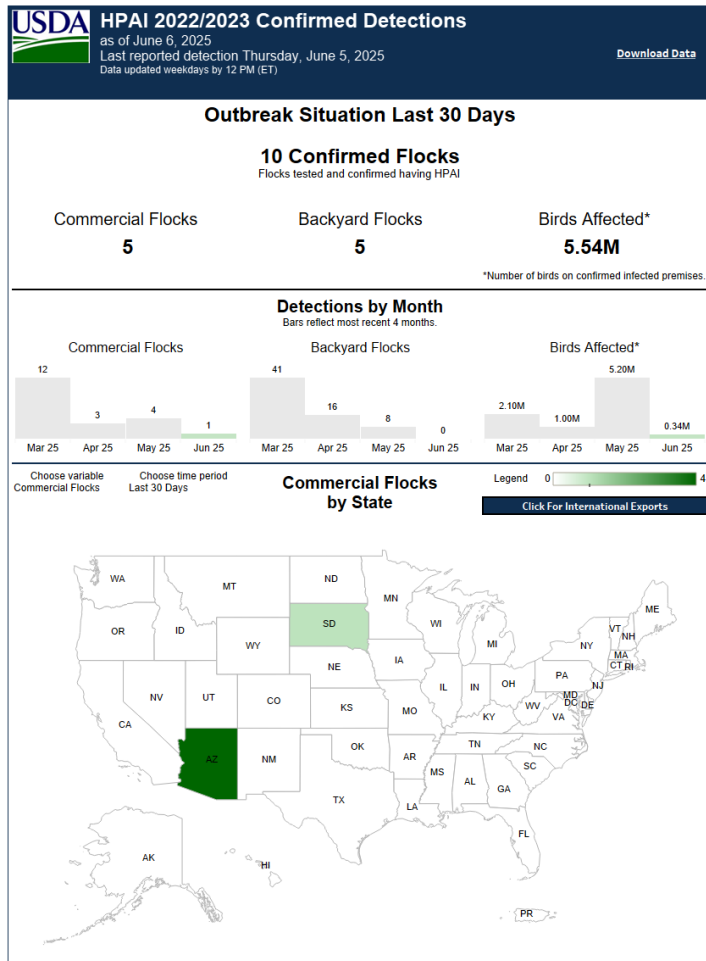 USDA
HPAI 2022/2023 Confirmed Detections
as of June 6, 2025
Last reported detection Thursday, June 5, 2025
Data updated weekdays by 12 PM (ET)
Download Data
Outbreak Situation Last 30 Days
10 Confirmed Flocks
Flocks tested and confirmed having HPAI
Commercial Flocks
5
Backyard Flocks
5
Birds Affected*
5.54M
*Number of birds on confirmed infected premises.
Detections by Month
Bars reflect most recent 4 months.
Commercial Flocks
12
3
4
1
Mar 25 Apr 25 May 25 Jun 25
Backyard Flocks
41
16
8
0
Mar 25 Apr 25 May 25 Jun 25
Birds Affected*
2.10M
1.00M
5.20M
0.34M
Mar 25 Apr 25 May 25 Jun 25
Choose variable
Commercial Flocks
Choose time period
Last 30 Days
Commercial Flocks
by State
Legend 0 4
Click For International Exports
WA
MT
ND
MN
ME
OR
ID
SD
WI
VT
NH
WY
MI
NY
MA
CT
RI
NE
IA
PA
NJ
NV
UT
CO
IL
IN
OH
MD
DC
DE
CA
KS
MO
WV
VA
KY
AZ
NM
OK
AR
TN
NC
SC
MS
AL
GA
TX
LA
FL
AK
HI
PR